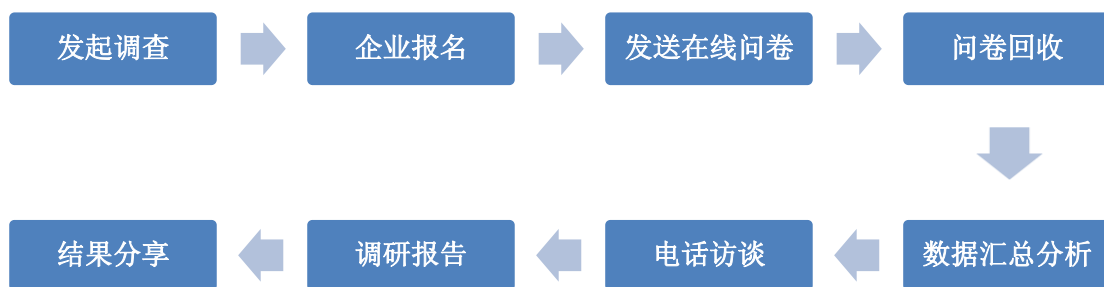 发起调查
企业报名
发送在线问卷
问卷回收
数据汇总分析
电话访谈
调研报告
结果分享